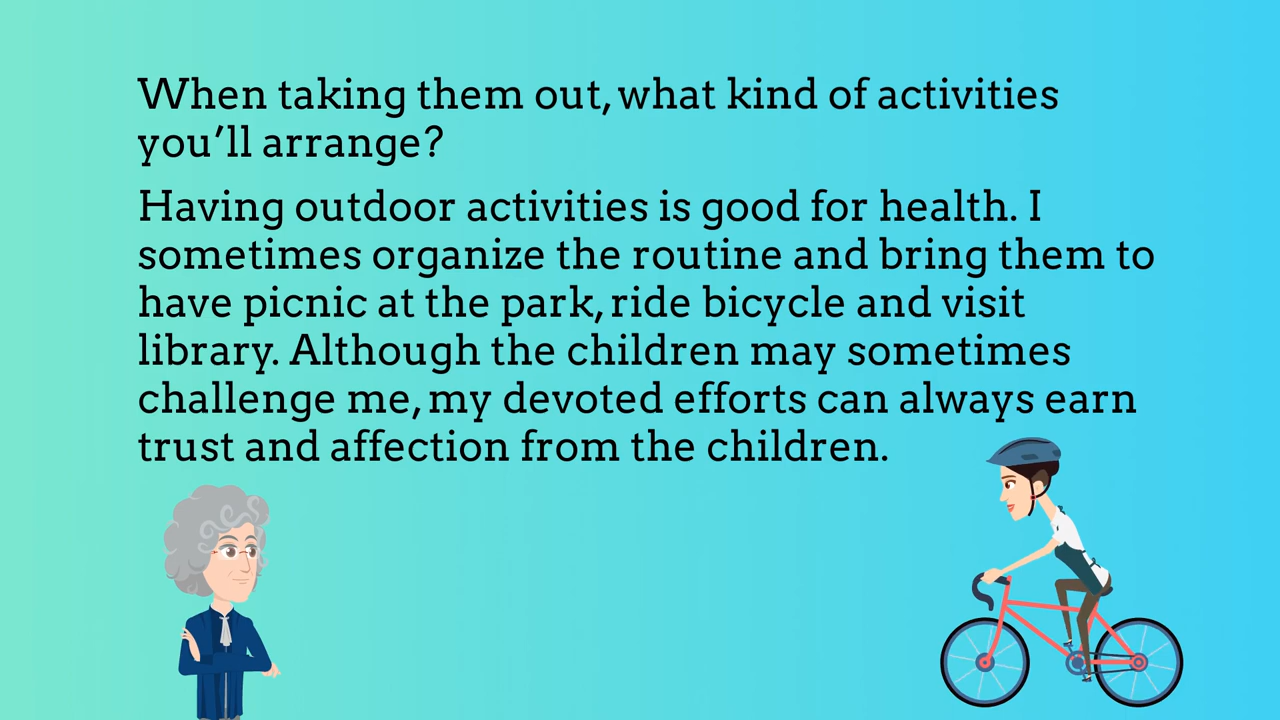 When taking them out, what kind of activities
you’ll arrange?
Having outdoor activities is good for health. I
sometimes organize the routine and bring them to
have picnic at the park, ride bicycle and visit
library. Although the children may sometimes
challenge me, my devoted efforts can always earn
trust and affection from the children.